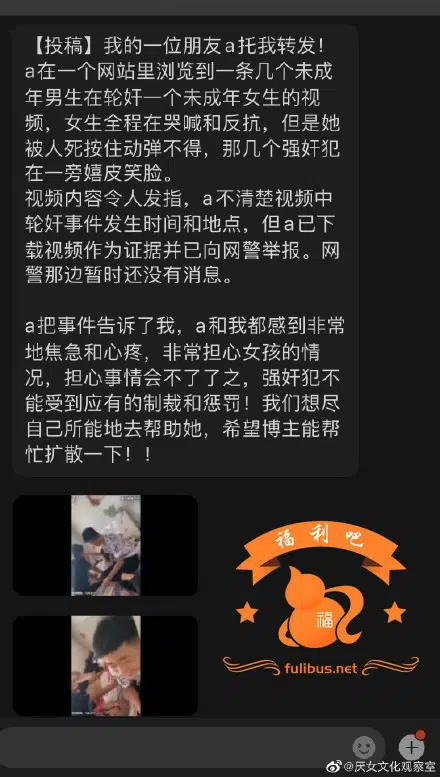 【投稿】我的一位朋友a托我转发！
a在一个网站里浏览到一条几个未成
年男生在轮奸一个未成年女生的视
频，女生全程在哭喊和反抗，但是她
被人死按住动弹不得，那几个强奸犯
在一旁嬉皮笑脸。
视频内容令人发指，a不清楚视频中
轮奸事件发生时间和地点，但a已下
载视频作为证据并已向网警举报。网
警那边暂时还没有消息。
a把事件告诉了我，a和我都感到非常
地焦急和心疼，非常担心女孩的情
况，担心事情会不了了之，强奸犯不
能受到应有的制裁和惩罚！我们想尽
自己所能地去帮助她，希望博主能帮
忙扩散一下！！
福利吧
福
fulibus.net
@厌女文化观察室